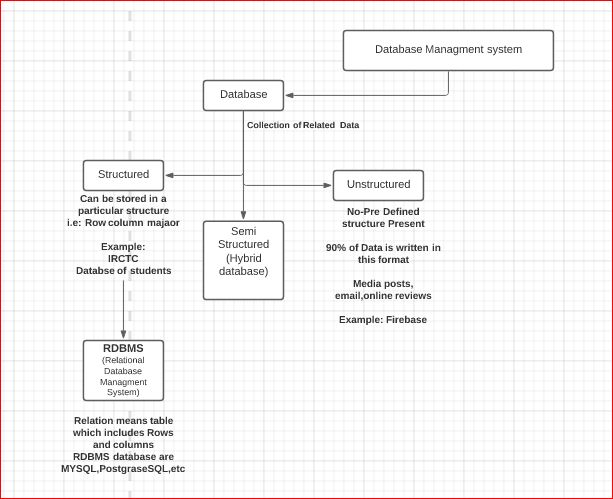 Database Managment system
Database
Collection of Related Data
Structured
Can be stored in a
particular structure
i.e: Row column majaor
Example:
IRCTC
Databse of students
Semi
Structured
(Hybrid
database)
Unstructured
No-Pre Defined
structure Present
90% of Data is written in
this format
Media posts,
email,online reviews
Example: Firebase
RDBMS
(Relational
Database
Managment
System)
Relation means table
which includes Rows
and columns
RDBMS database are
MYSQL,PostgraseSQL,etc